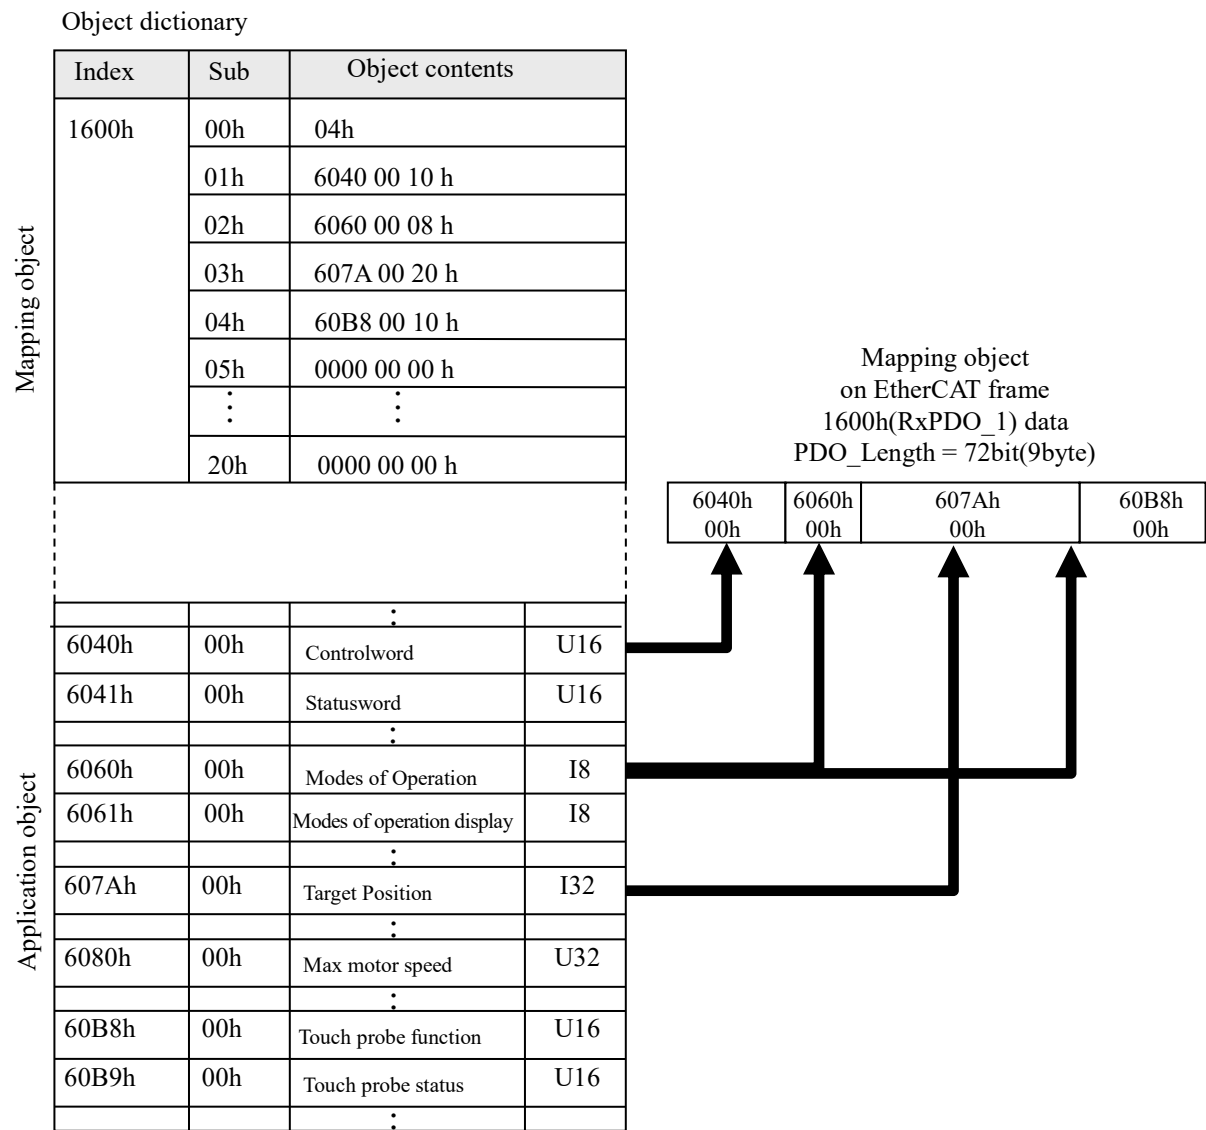 Object dictionary
Index Sub Object contents
Mapping object
1600h 00h 04h
01h 6040 00 10 h
02h 6060 00 08 h
03h 607A 00 20 h
04h 60B8 00 10 h
05h 0000 00 00 h
⋮ ⋮
20h 0000 00 00 h
Mapping object
on EtherCAT frame
1600h(RxPDO_1) data
PDO_Length = 72bit(9byte)
6040h 6060h 607Ah 60B8h
00h 00h 00h 00h
Application object
:
6040h 00h Controlword U16
6041h 00h Statusword U16
:
6060h 00h Modes of Operation I8
6061h 00h Modes of operation display I8
:
607Ah 00h Target Position I32
:
6080h 00h Max motor speed U32
:
60B8h 00h Touch probe function U16
60B9h 00h Touch probe status U16
: